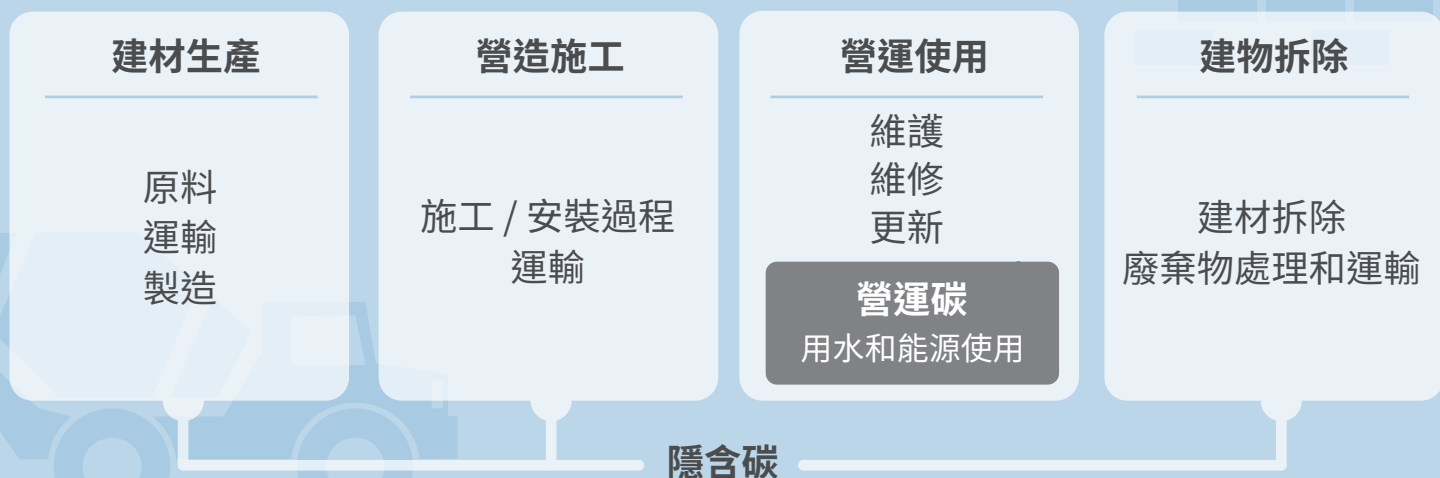 建材生產
原料
運輸
製造
營造施工
施工 / 安裝過程
運輸
營運使用
維護
維修
更新
營運碳
用水和能源使用
建物拆除
建材拆除
廢棄物處理和運輸
隱含碳